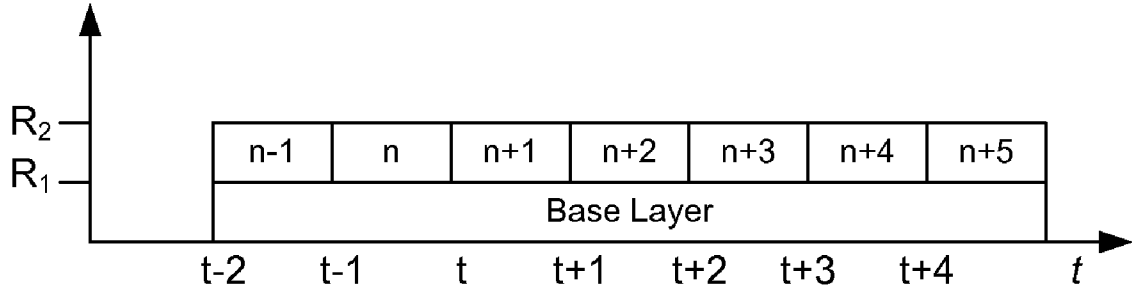 R2
n-1 n n+1 n+2 n+3 n+4 n+5
R1
Base Layer
t-2 t-1 t t+1 t+2 t+3 t+4 t